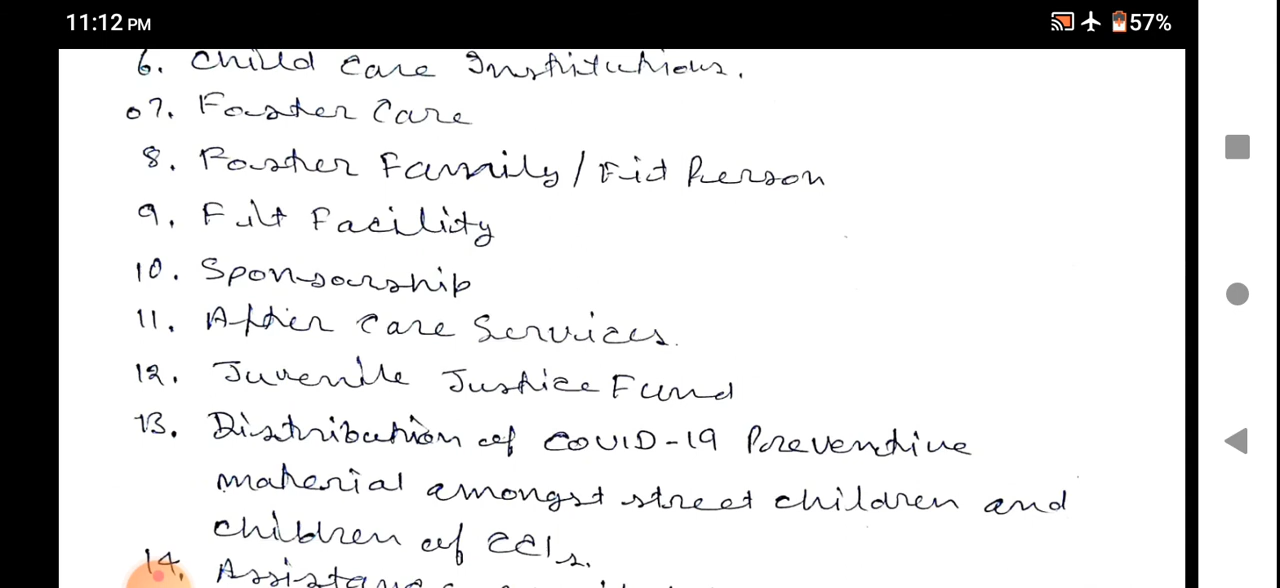 11:12 PM
57%
6. Child Care Institutions.
07. Foster Care
8. Foster Family / Fit Person
9. Fit Facility
10. Sponsorship
11. After Care Services.
12. Juvenile Justice Fund
13. Distribution of COVID-19 Preventive
material amongst street children and
children of CCIs.
14.